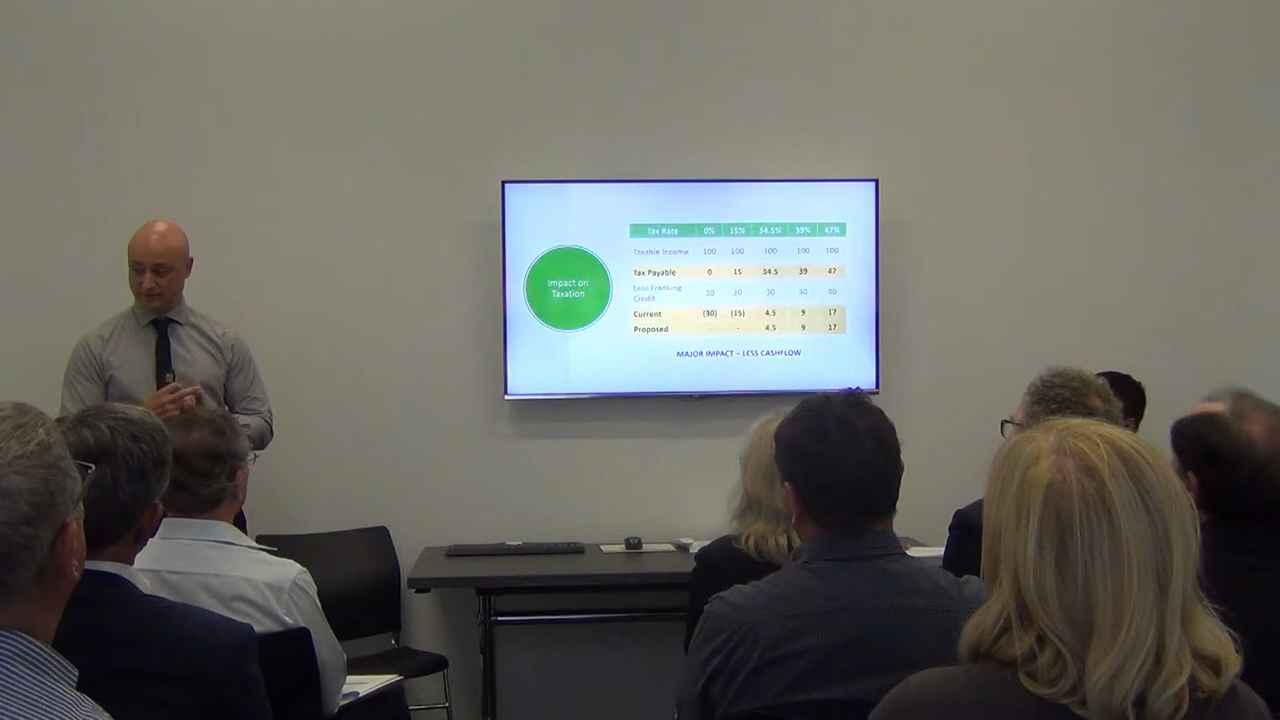 Impact on
Taxation
Tax Rate 0% 15% 34.5% 39% 47%
Taxable Income 100 100 100 100 100
Tax Payable 0 15 34.5 39 47
Less Franking
Credit 30 30 30 30 30
Current (30) (15) 4.5 9 17
Proposed - - 4.5 9 17
MAJOR IMPACT – LESS CASHFLOW